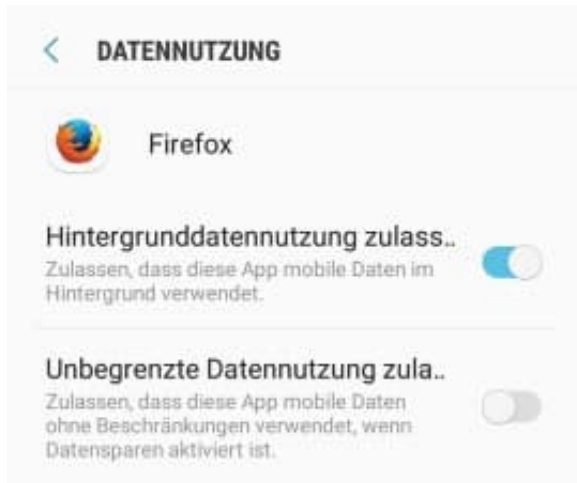 DATENNUTZUNG
Firefox
Hintergrunddatennutzung zulass..
Zulassen, dass diese App mobile Daten im
Hintergrund verwendet.
Unbegrenzte Datennutzung zula..
Zulassen, dass diese App mobile Daten
ohne Beschränkungen verwendet, wenn
Datensparen aktiviert ist.